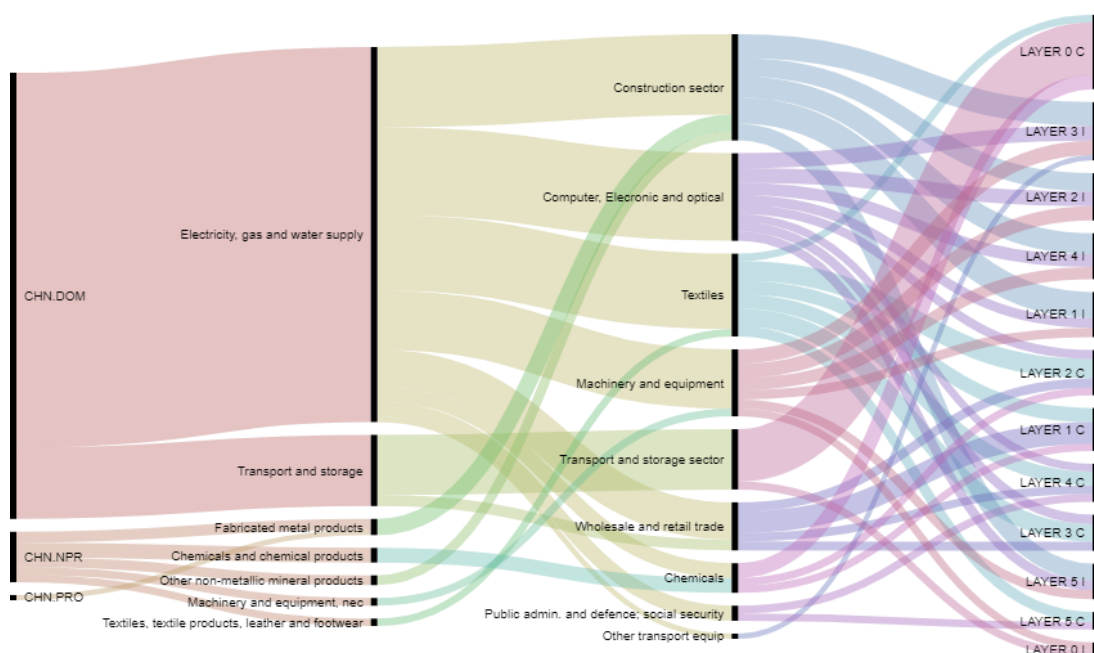 CHN.DOM
CHN.NPR
CHN.PRO
Electricity, gas and water supply
Transport and storage
Fabricated metal products
Chemicals and chemical products
Other non-metallic mineral products
Machinery and equipment, nec
Textiles, textile products, leather and footwear
Construction sector
Computer, Elecronic and optical
Textiles
Machinery and equipment
Transport and storage sector
Wholesale and retail trade
Chemicals
Public admin. and defence; social security
Other transport equip
LAYER 0 C
LAYER 3 I
LAYER 2 I
LAYER 4 I
LAYER 1 I
LAYER 2 C
LAYER 1 C
LAYER 4 C
LAYER 3 C
LAYER 5 I
LAYER 5 C
LAYER 0 I